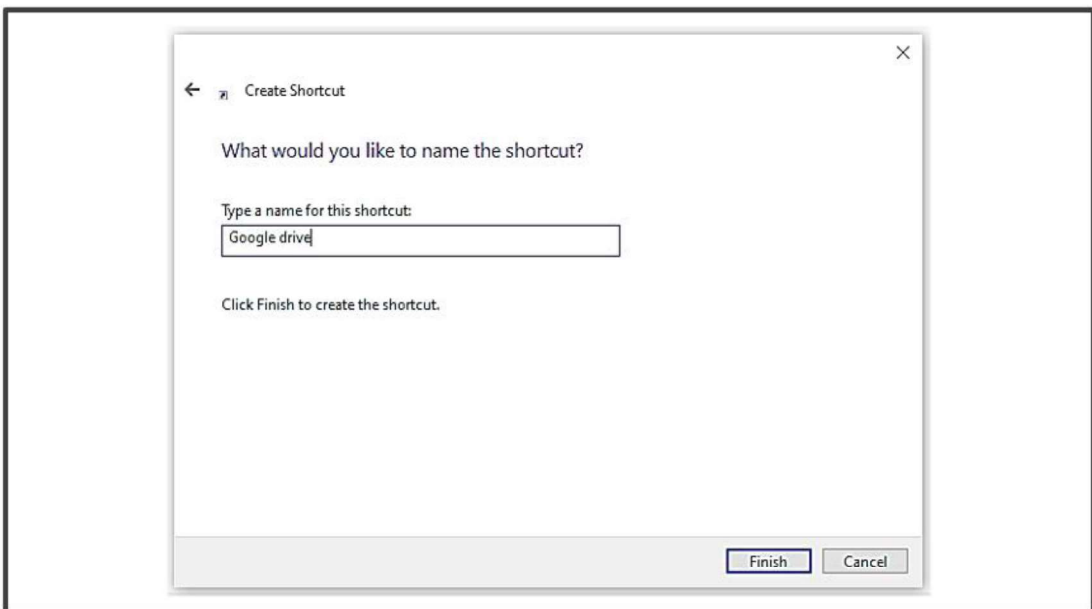 Create Shortcut
What would you like to name the shortcut?
Type a name for this shortcut:
Google drive
Click Finish to create the shortcut.
Finish
Cancel